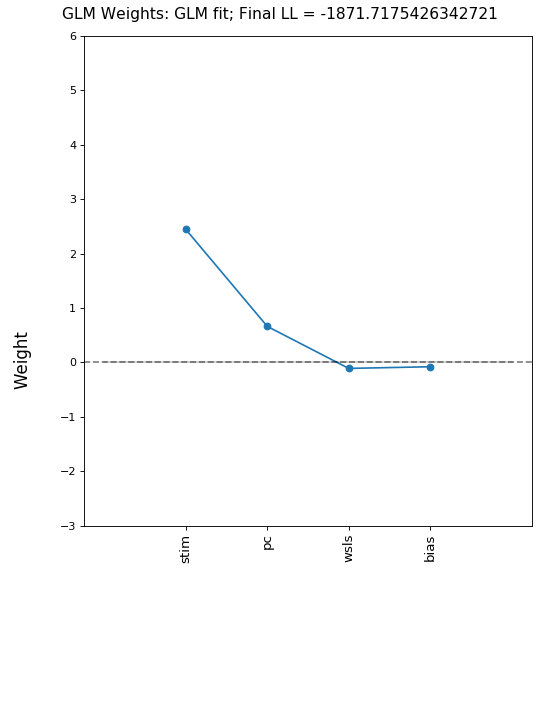 GLM Weights: GLM fit; Final LL = -1871.7175426342721
6
5
4
3
2
1
0
−1
−2
−3
Weight
stim
pc
wsls
bias